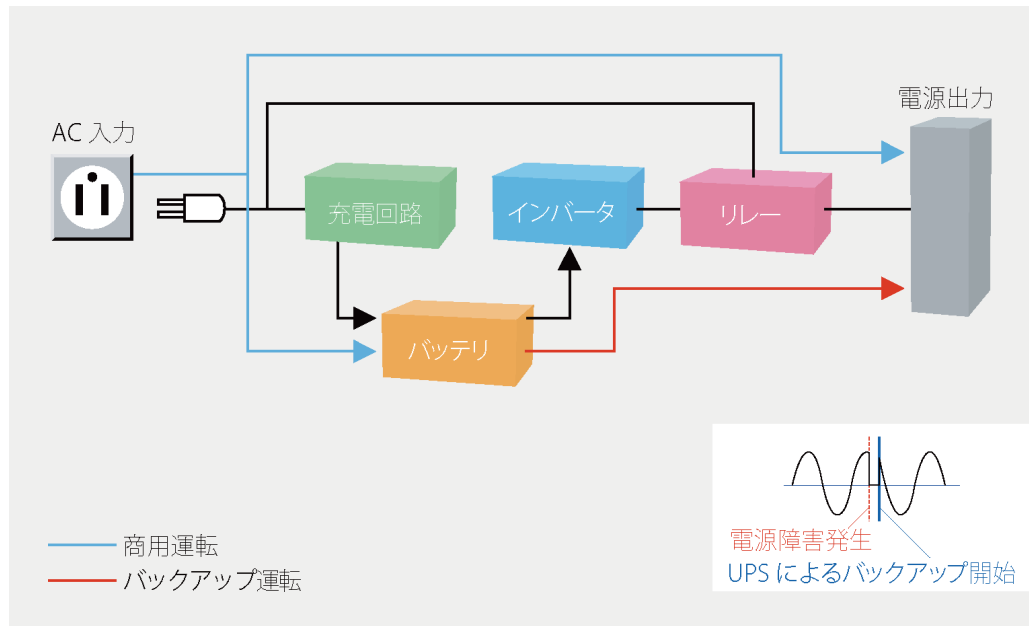 電源出力
AC 入力
充電回路
インバータ
リレー
バッテリ
電源障害発生
UPS によるバックアップ開始
商用運転
バックアップ運転